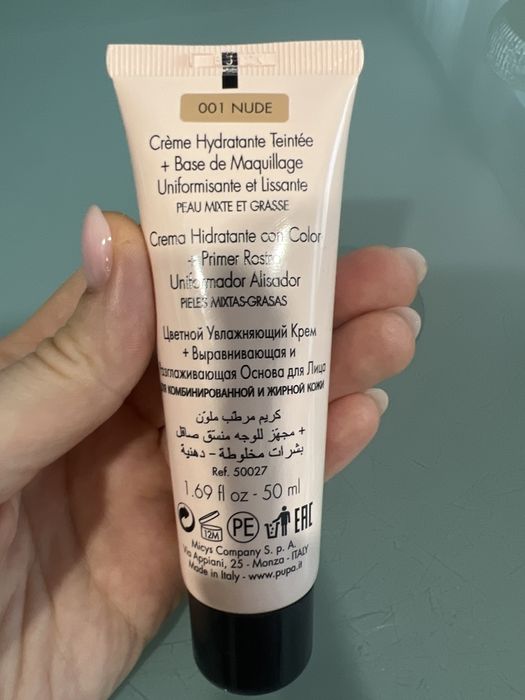 001 NUDE
Crème Hydratante Teintée
+ Base de Maquillage
Uniformisante et Lissante
PEAU MIXTE ET GRASSE
Crema Hidratante con Color
+ Primer Rostro
Uniformador Alisador
PIELES MIXTAS-GRASAS
Цветной Увлажняющий Крем
+ Выравнивающая и
Разглаживающая Основа для Лица
ДЛЯ КОМБИНИРОВАННОЙ И ЖИРНОЙ КОЖИ
كريم مرطب ملوّن
+ مجهّز للوجه منسّق صاقل
بشرات مخلوطة - دهنية
Ref. 50027
1.69 fl oz - 50 ml
12M
PE
EAC
Micys Company S. p. A.
Via Appiani, 25 - Monza - ITALY
Made in Italy - www.pupa.it